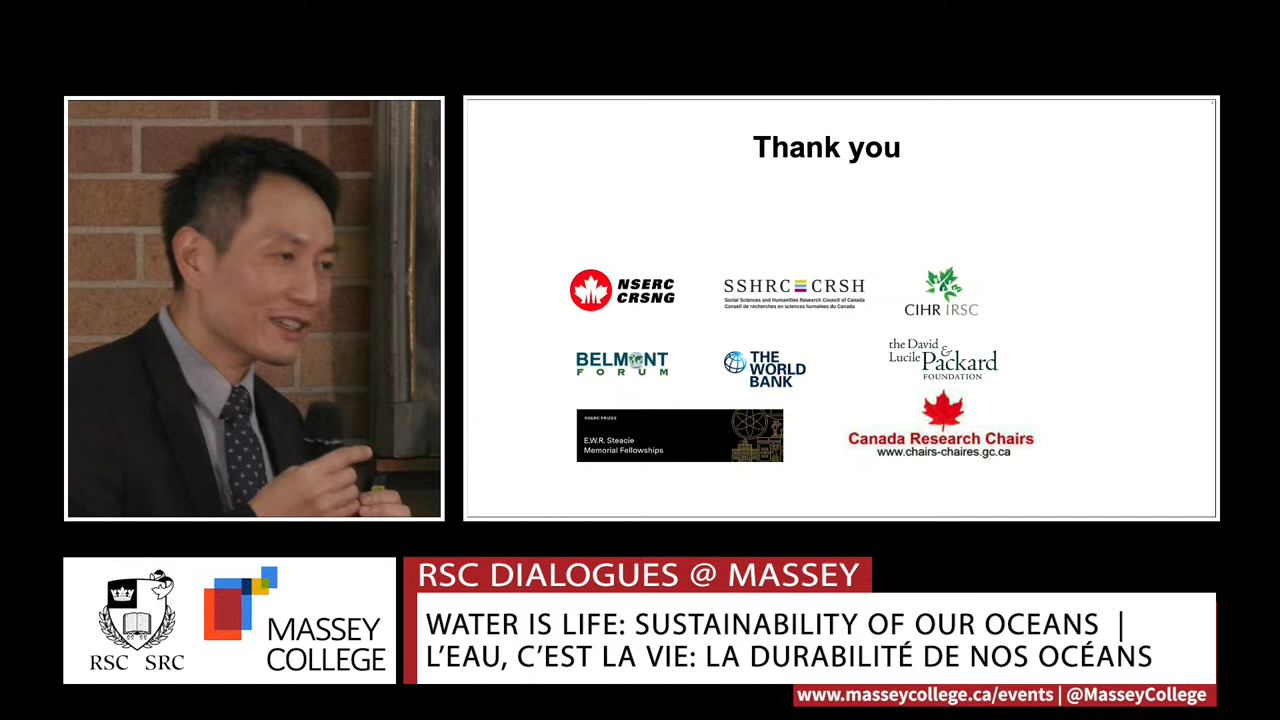 Thank you
NSERC
CRSNG
SSHRC CRSH
Social Sciences and Humanities Research Council of Canada
Conseil de recherches en sciences humaines du Canada
CIHR IRSC
BELMONT
FORUM
THE
WORLD
BANK
the David &
Lucile Packard
FOUNDATION
NSERC PRIZES
E.W.R. Steacie
Memorial Fellowships
Canada Research Chairs
www.chairs-chaires.gc.ca
RSC SRC
MASSEY
COLLEGE
RSC DIALOGUES @ MASSEY
WATER IS LIFE: SUSTAINABILITY OF OUR OCEANS |
L'EAU, C'EST LA VIE: LA DURABILITÉ DE NOS OCÉANS
www.masseycollege.ca/events | @MasseyCollege